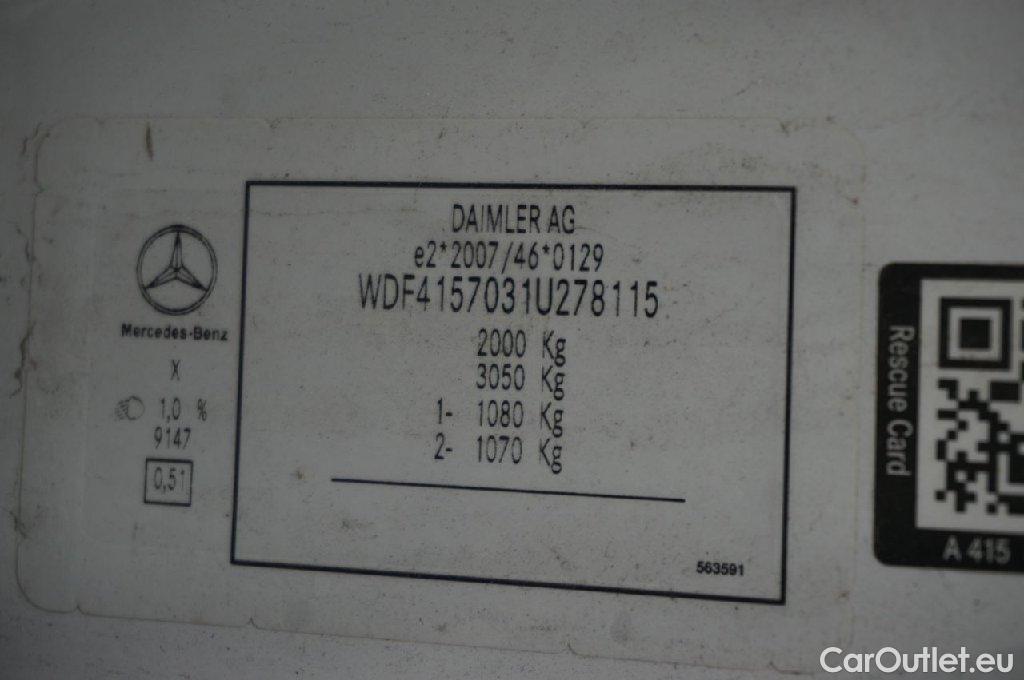 DAIMLER AG
e2*2007/46*0129
WDF4157031U278115
2000 Kg
3050 Kg
1- 1080 Kg
2- 1070 Kg
563591
Mercedes-Benz
X
1,0 %
9147
0,51
Rescue Card
A 415
CarOutlet.eu